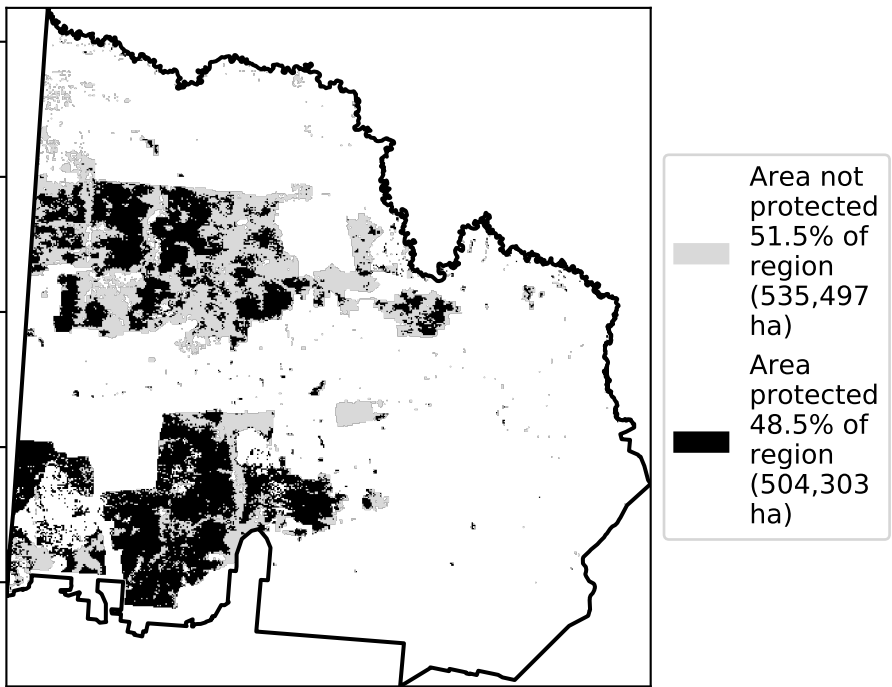 Area not
protected
51.5% of
region
(535,497
ha)
Area
protected
48.5% of
region
(504,303
ha)